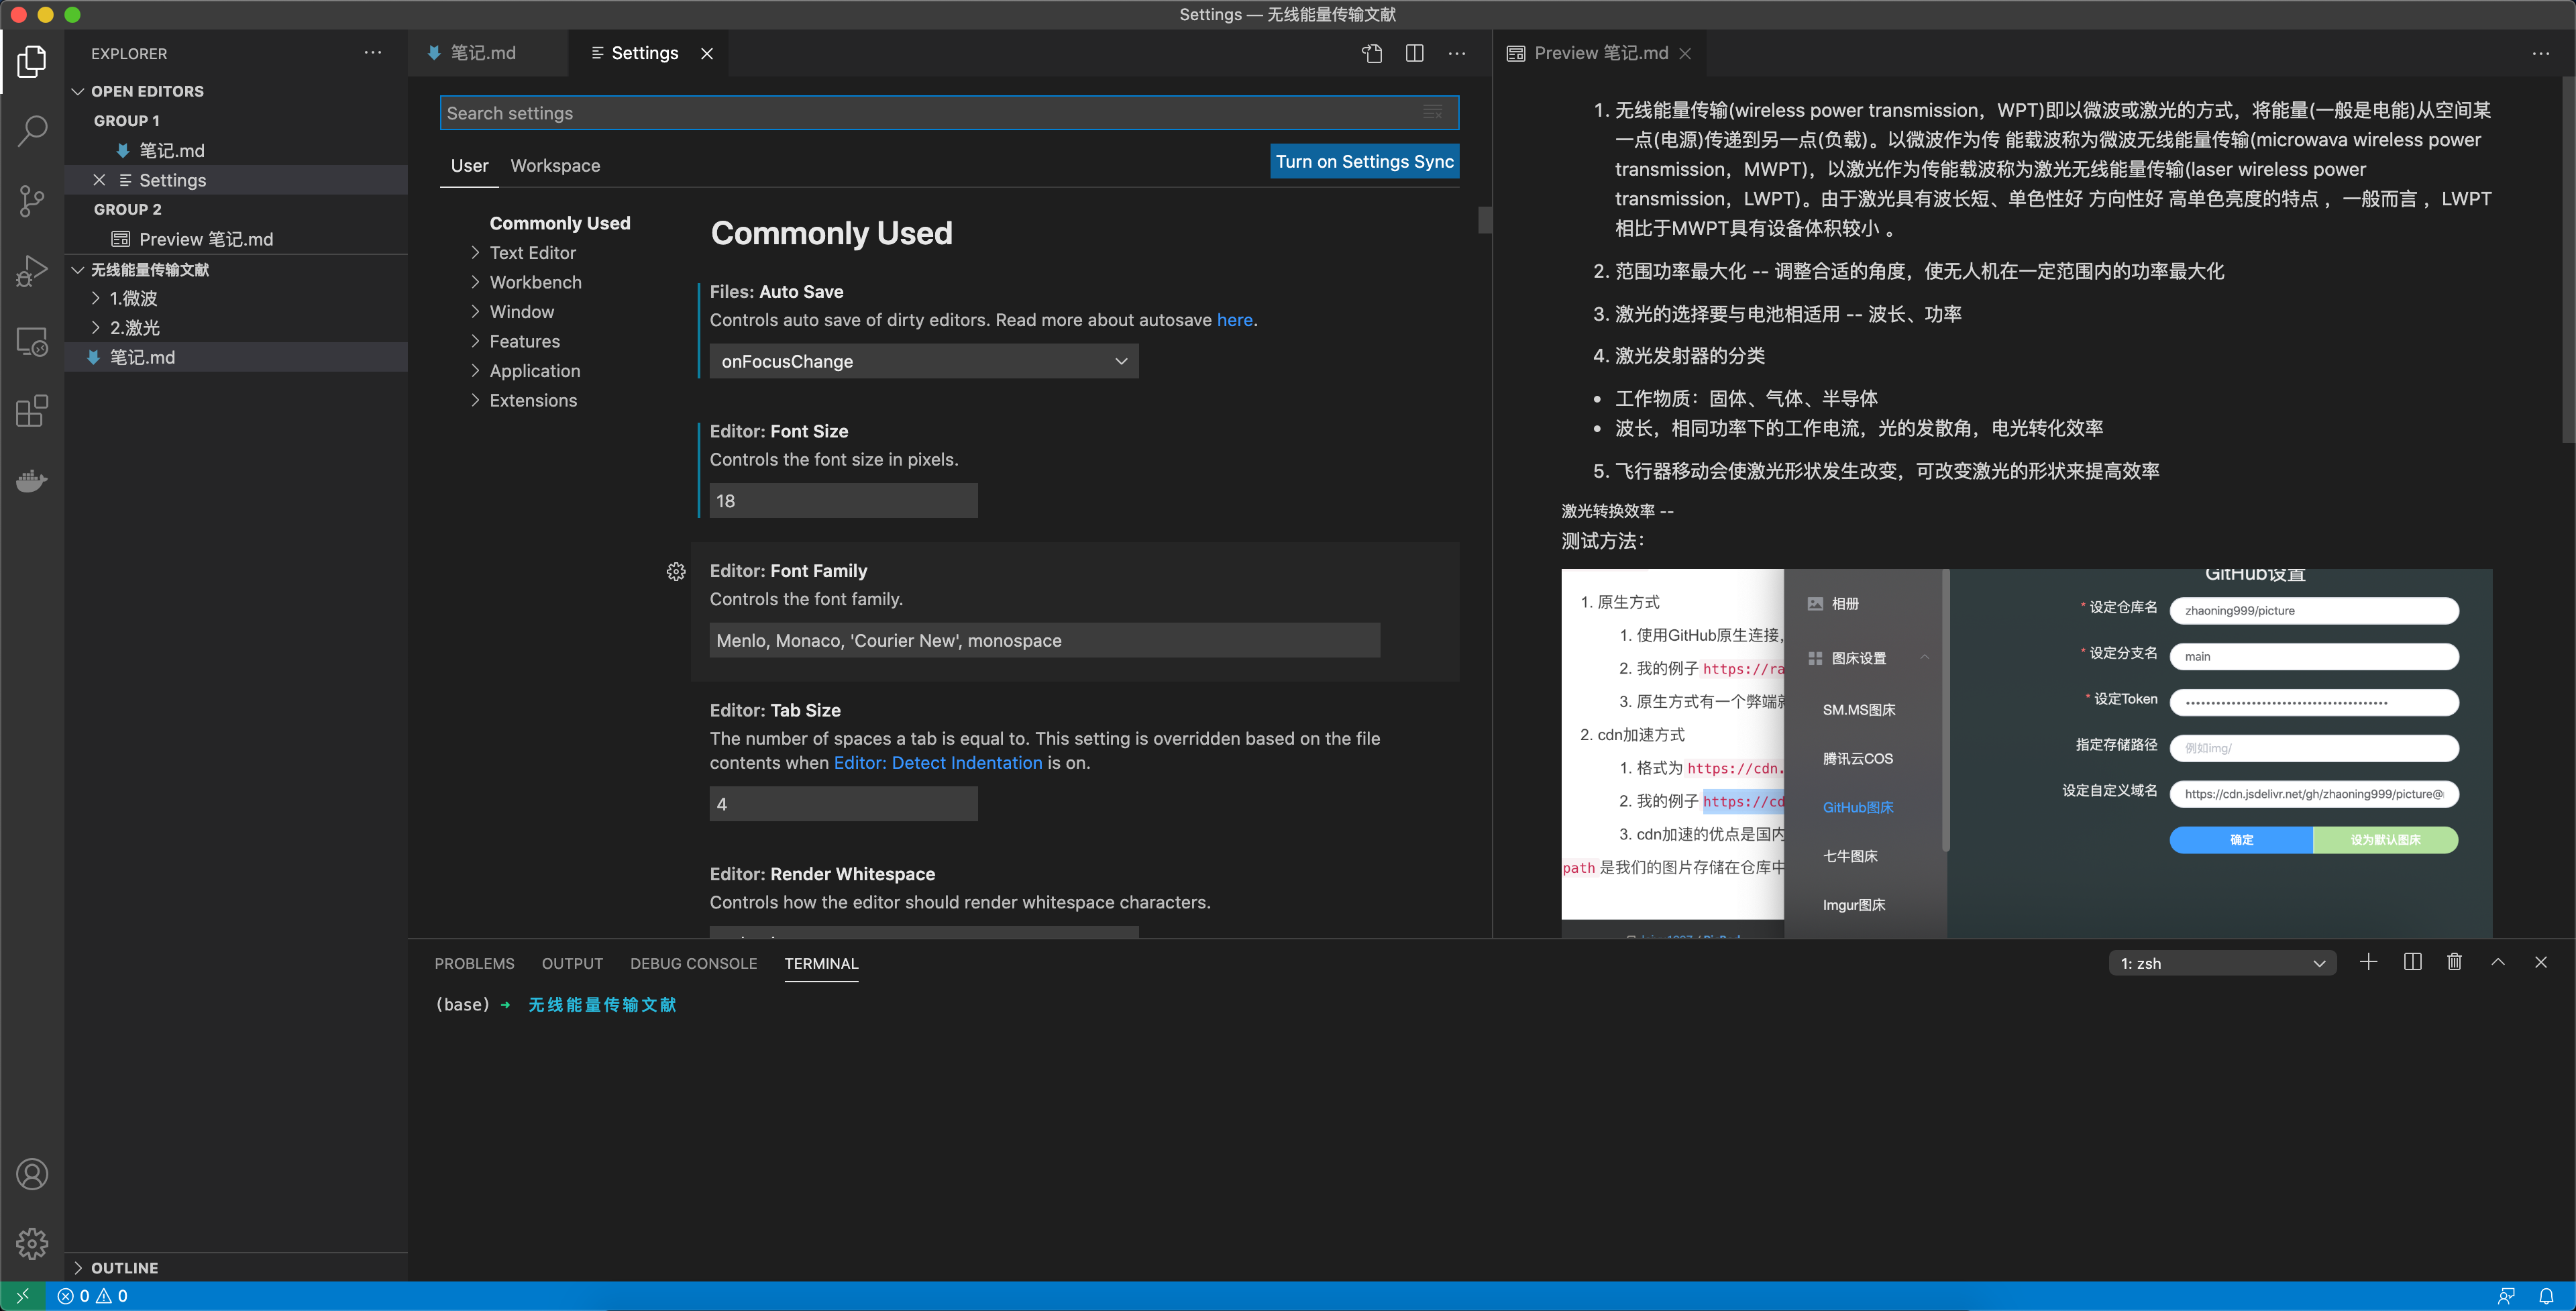 Settings — 无线能量传输文献
EXPLORER
OPEN EDITORS
GROUP 1
笔记.md
Settings
GROUP 2
Preview 笔记.md
无线能量传输文献
1.微波
2.激光
笔记.md
OUTLINE
笔记.md
Settings
Search settings
User
Workspace
Turn on Settings Sync
Commonly Used
Text Editor
Workbench
Window
Features
Application
Extensions
Commonly Used
Files: Auto Save
Controls auto save of dirty editors. Read more about autosave here.
onFocusChange
Editor: Font Size
Controls the font size in pixels.
18
Editor: Font Family
Controls the font family.
Menlo, Monaco, 'Courier New', monospace
Editor: Tab Size
The number of spaces a tab is equal to. This setting is overridden based on the file
contents when Editor: Detect Indentation is on.
4
Editor: Render Whitespace
Controls how the editor should render whitespace characters.
Preview 笔记.md
1. 无线能量传输(wireless power transmission，WPT)即以微波或激光的方式，将能量(一般是电能)从空间某
一点(电源)传递到另一点(负载)。以微波作为传 能载波称为微波无线能量传输(microwava wireless power
transmission，MWPT)，以激光作为传能载波称为激光无线能量传输(laser wireless power
transmission，LWPT)。由于激光具有波长短、单色性好 方向性好 高单色亮度的特点 ，一般而言 ，LWPT
相比于MWPT具有设备体积较小 。
2. 范围功率最大化 -- 调整合适的角度，使无人机在一定范围内的功率最大化
3. 激光的选择要与电池相适用 -- 波长、功率
4. 激光发射器的分类
• 工作物质：固体、气体、半导体
• 波长，相同功率下的工作电流，光的发散角，电光转化效率
5. 飞行器移动会使激光形状发生改变，可改变激光的形状来提高效率
激光转换效率 --
测试方法：
1. 原生方式
1. 使用GitHub原生连接,
2. 我的例子 https://ra
3. 原生方式有一个弊端
2. cdn加速方式
1. 格式为 https://cdn.
2. 我的例子 https://cd
3. cdn加速的优点是国内
path 是我们的图片存储在仓库中
相册
图床设置
SM.MS图床
腾讯云COS
GitHub图床
七牛图床
Imgur图床
GitHub设置
* 设定仓库名
zhaoning999/picture
* 设定分支名
main
* 设定Token
指定存储路径
例如img/
设定自定义域名
https://cdn.jsdelivr.net/gh/zhaoning999/picture@
确定
设为默认图床
PROBLEMS
OUTPUT
DEBUG CONSOLE
TERMINAL
1: zsh
(base) ➜ 无线能量传输文献
0
0